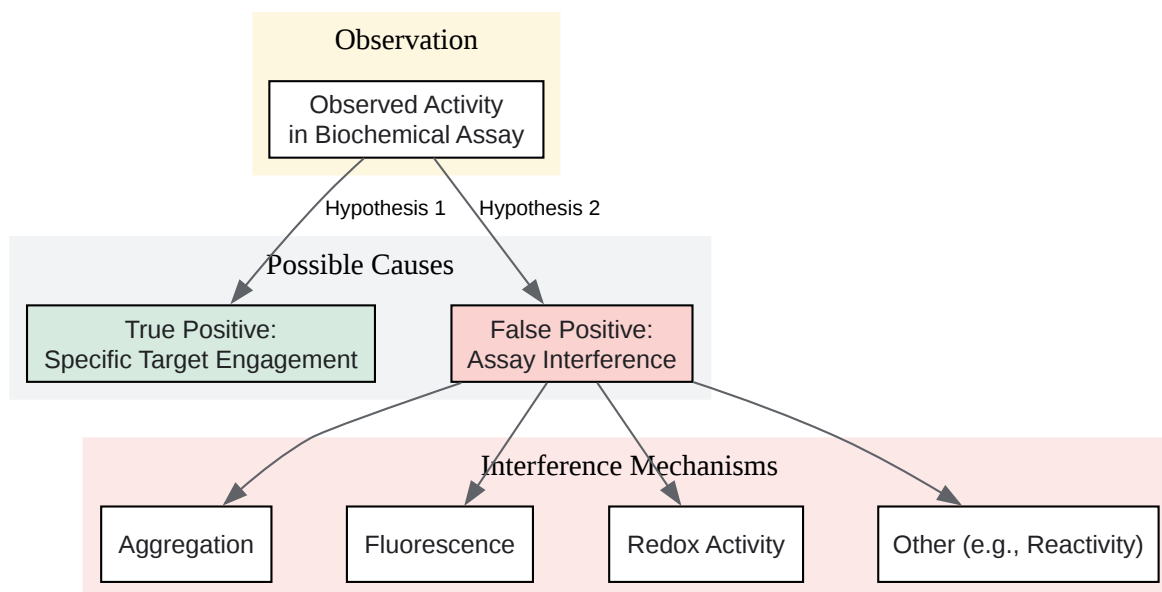 Observation
Observed Activity
in Biochemical Assay
Hypothesis 1
Hypothesis 2
Possible Causes
True Positive:
Specific Target Engagement
False Positive:
Assay Interference
Interference Mechanisms
Aggregation
Fluorescence
Redox Activity
Other (e.g., Reactivity)